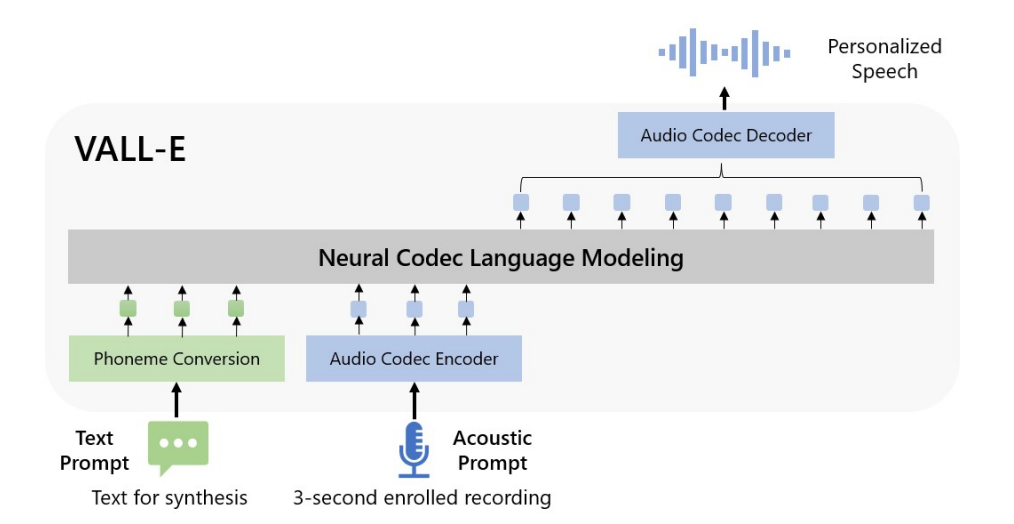 Personalized
Speech
Audio Codec Decoder
VALL-E
Neural Codec Language Modeling
Phoneme Conversion
Audio Codec Encoder
Text
Prompt
Acoustic
Prompt
Text for synthesis
3-second enrolled recording